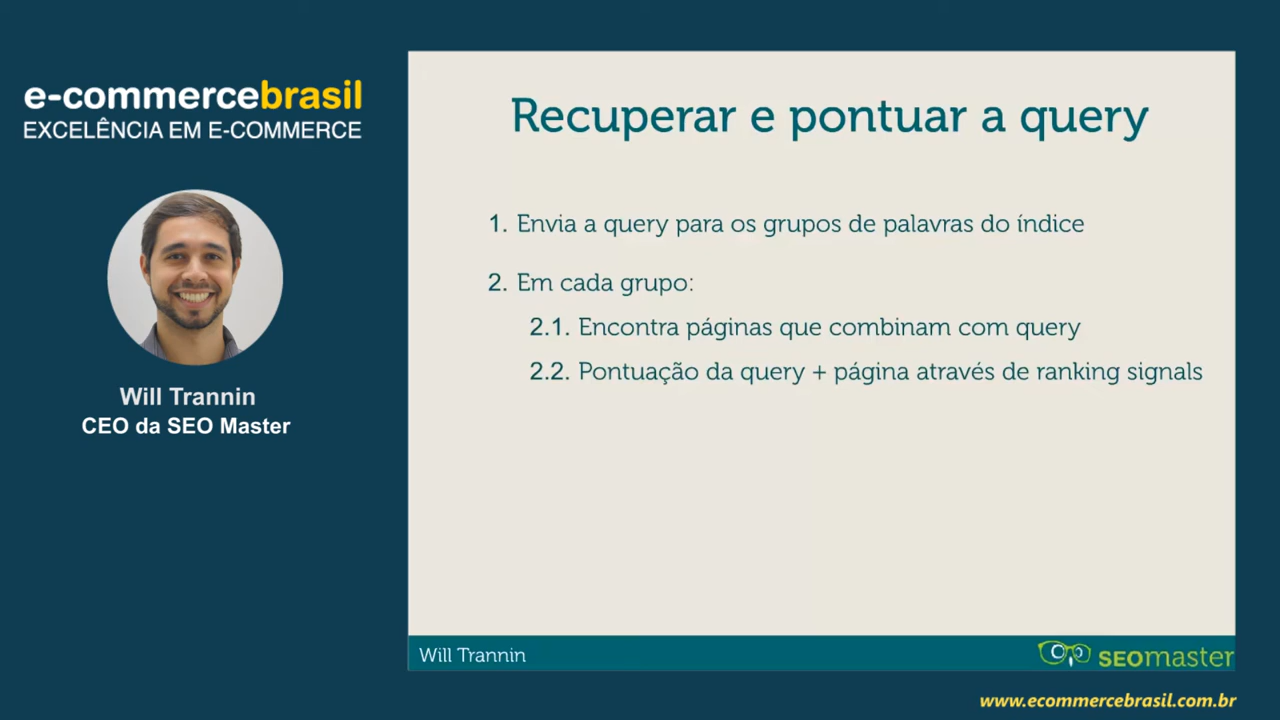 e-commercebrasil
EXCELÊNCIA EM E-COMMERCE
Will Trannin
CEO da SEO Master
Recuperar e pontuar a query
1. Envia a query para os grupos de palavras do índice
2. Em cada grupo:
2.1. Encontra páginas que combinam com query
2.2. Pontuação da query + página através de ranking signals
Will Trannin
SEOmaster
www.ecommercebrasil.com.br